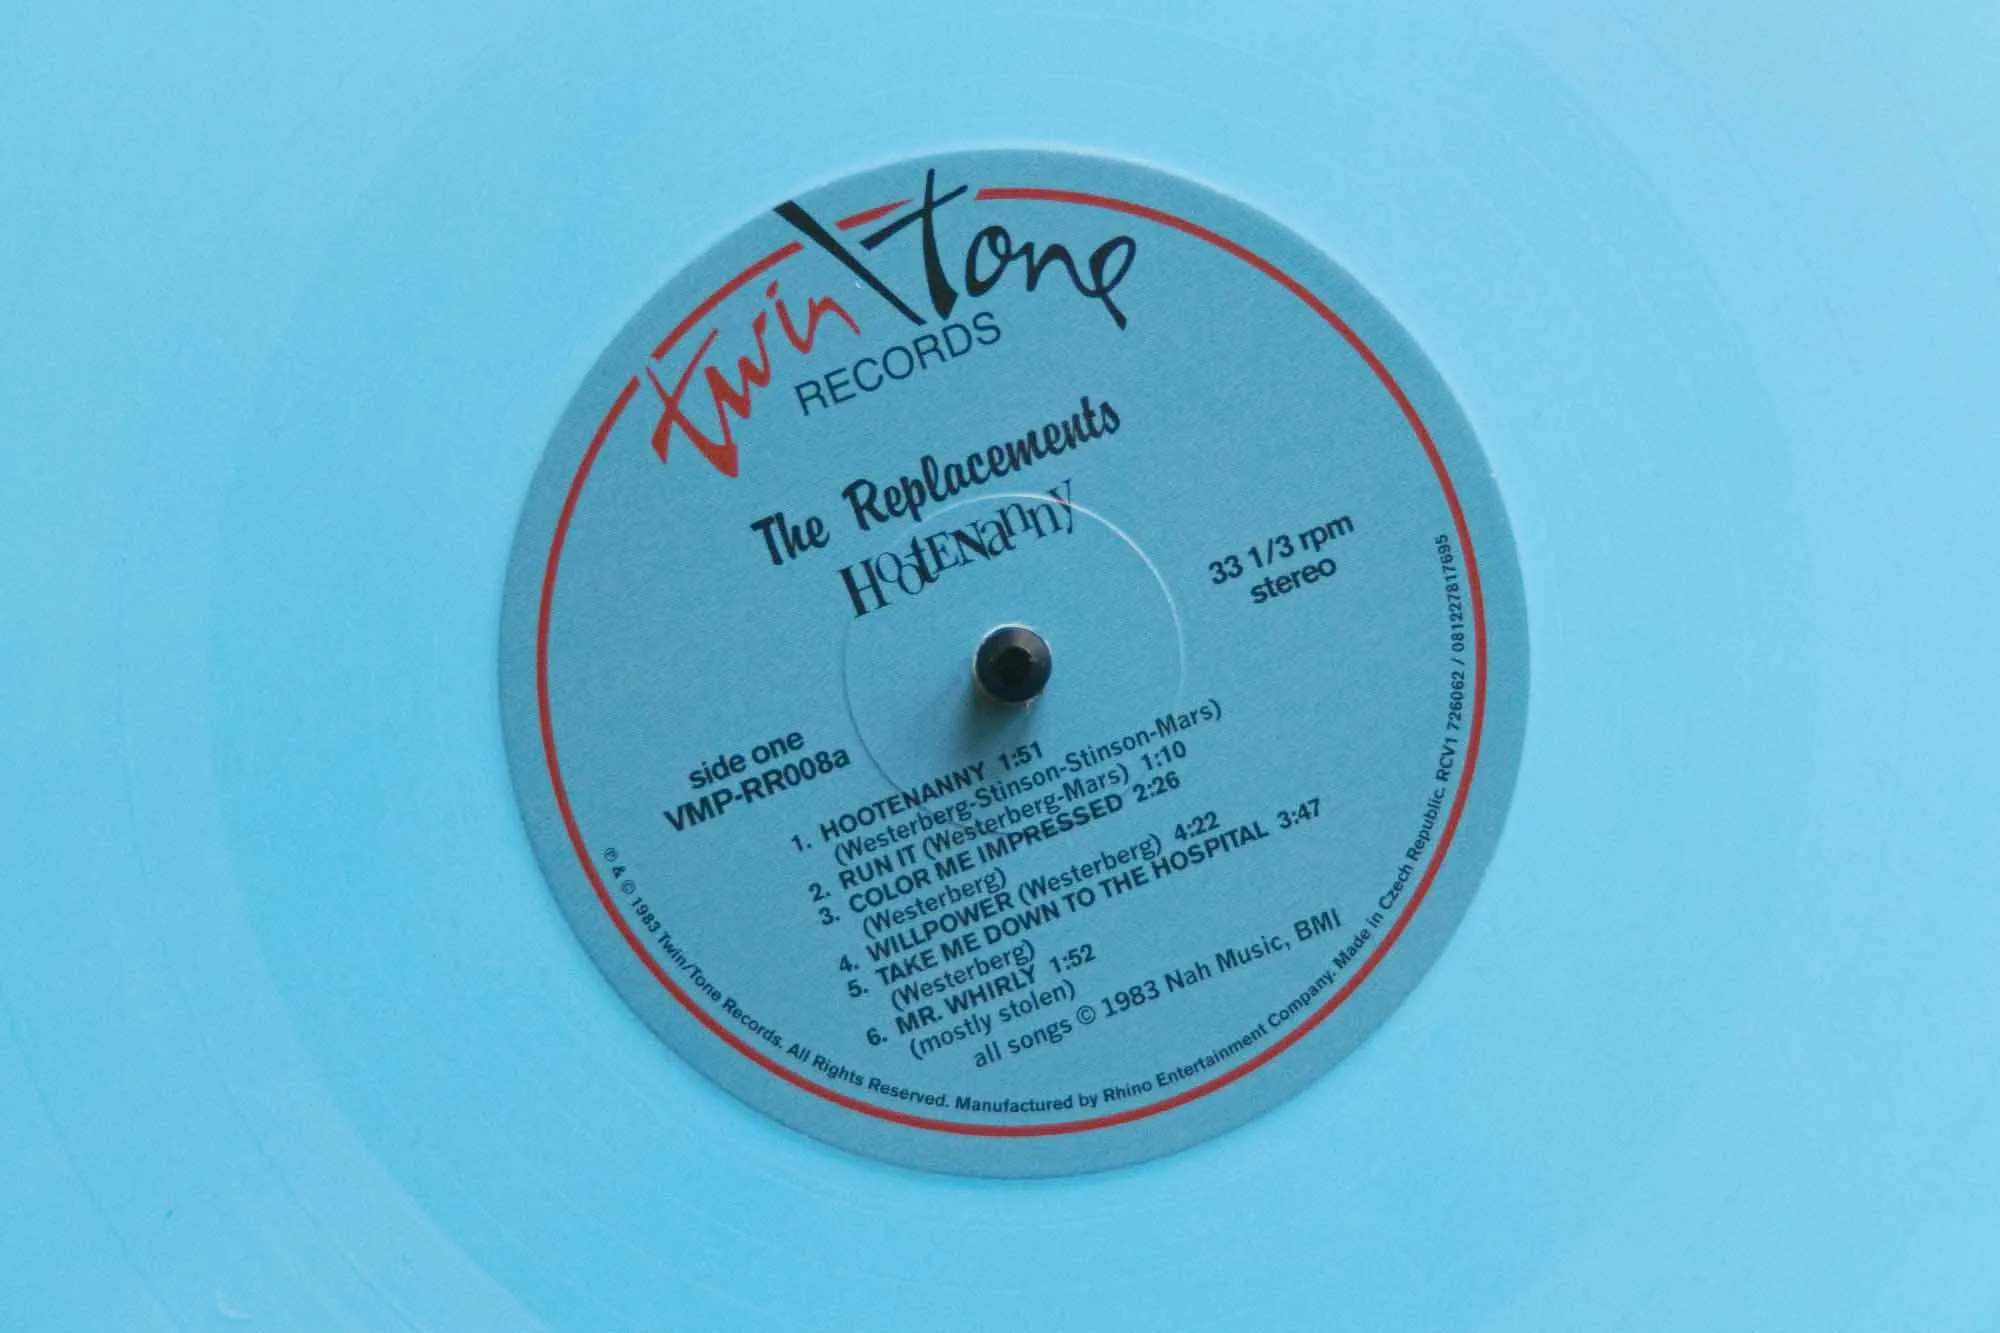 twin/tone
RECORDS
The Replacements
HOOtENanny
33 1/3 rpm
stereo
side one
VMP-RR008a
1. HOOTENANNY 1:51
(Westerberg-Stinson-Stinson-Mars)
2. RUN IT (Westerberg-Mars) 1:10
3. COLOR ME IMPRESSED 2:26
(Westerberg)
4. WILLPOWER (Westerberg) 4:22
5. TAKE ME DOWN TO THE HOSPITAL 3:47
(Westerberg)
6. MR. WHIRLY 1:52
(mostly stolen)
all songs © 1983 Nah Music, BMI
℗ & © 1983 Twin/Tone Records. All Rights Reserved. Manufactured by Rhino Entertainment Company. Made in Czech Republic. RCV1 726062 / 081227817695